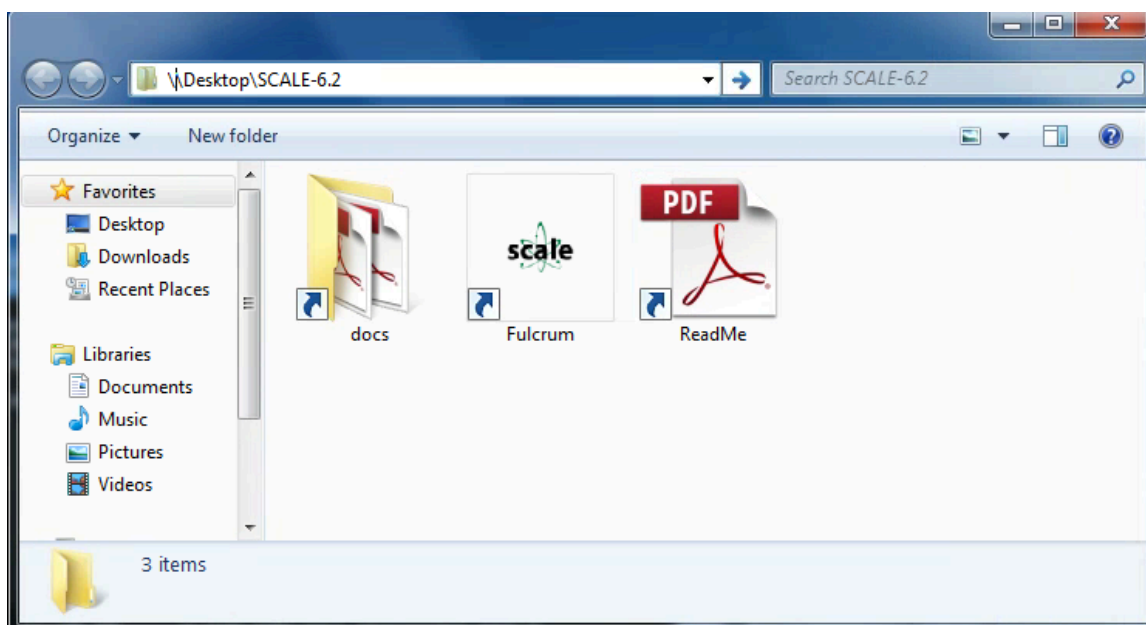 \\Desktop\SCALE-6.2
Search SCALE-6.2
Organize
New folder
Favorites
Desktop
Downloads
Recent Places
Libraries
Documents
Music
Pictures
Videos
docs
scale
Fulcrum
PDF
ReadMe
3 items